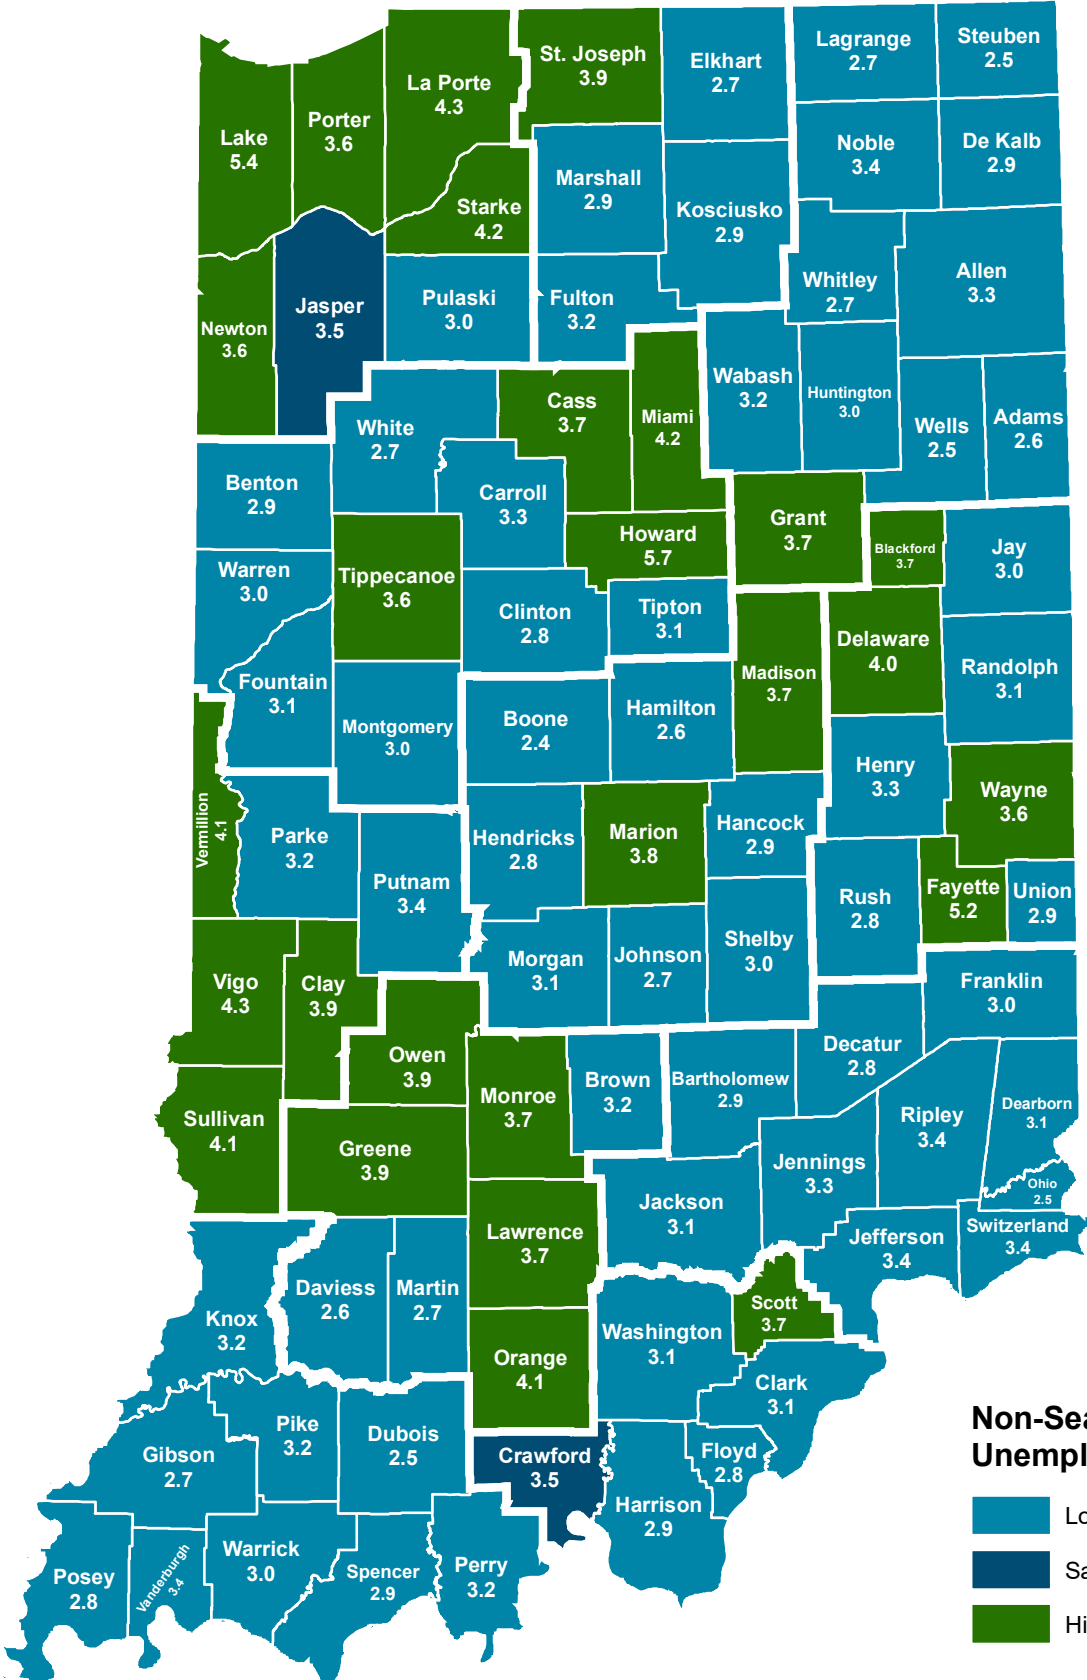 St. Joseph
3.9
Elkhart
2.7
Lagrange
2.7
Steuben
2.5
La Porte
4.3
Porter
3.6
Lake
5.4
Noble
3.4
De Kalb
2.9
Marshall
2.9
Starke
4.2
Kosciusko
2.9
Whitley
2.7
Allen
3.3
Jasper
3.5
Pulaski
3.0
Fulton
3.2
Newton
3.6
Wabash
3.2
Huntington
3.0
Cass
3.7
Miami
4.2
Wells
2.5
Adams
2.6
White
2.7
Benton
2.9
Carroll
3.3
Grant
3.7
Howard
5.7
Blackford
3.7
Jay
3.0
Warren
3.0
Tippecanoe
3.6
Clinton
2.8
Tipton
3.1
Delaware
4.0
Randolph
3.1
Madison
3.7
Fountain
3.1
Montgomery
3.0
Boone
2.4
Hamilton
2.6
Henry
3.3
Wayne
3.6
Vermillion
4.1
Parke
3.2
Hendricks
2.8
Marion
3.8
Hancock
2.9
Putnam
3.4
Rush
2.8
Fayette
5.2
Union
2.9
Morgan
3.1
Johnson
2.7
Shelby
3.0
Vigo
4.3
Clay
3.9
Franklin
3.0
Owen
3.9
Decatur
2.8
Monroe
3.7
Brown
3.2
Bartholomew
2.9
Sullivan
4.1
Ripley
3.4
Dearborn
3.1
Greene
3.9
Jennings
3.3
Ohio
2.5
Jackson
3.1
Lawrence
3.7
Jefferson
3.4
Switzerland
3.4
Daviess
2.6
Martin
2.7
Knox
3.2
Scott
3.7
Washington
3.1
Orange
4.1
Clark
3.1
Pike
3.2
Dubois
2.5
Gibson
2.7
Crawford
3.5
Floyd
2.8
Harrison
2.9
Posey
2.8
Vanderburgh
3.4
Warrick
3.0
Spencer
2.9
Perry
3.2
Non-Sea
Unempl
Lo
Sa
Hi